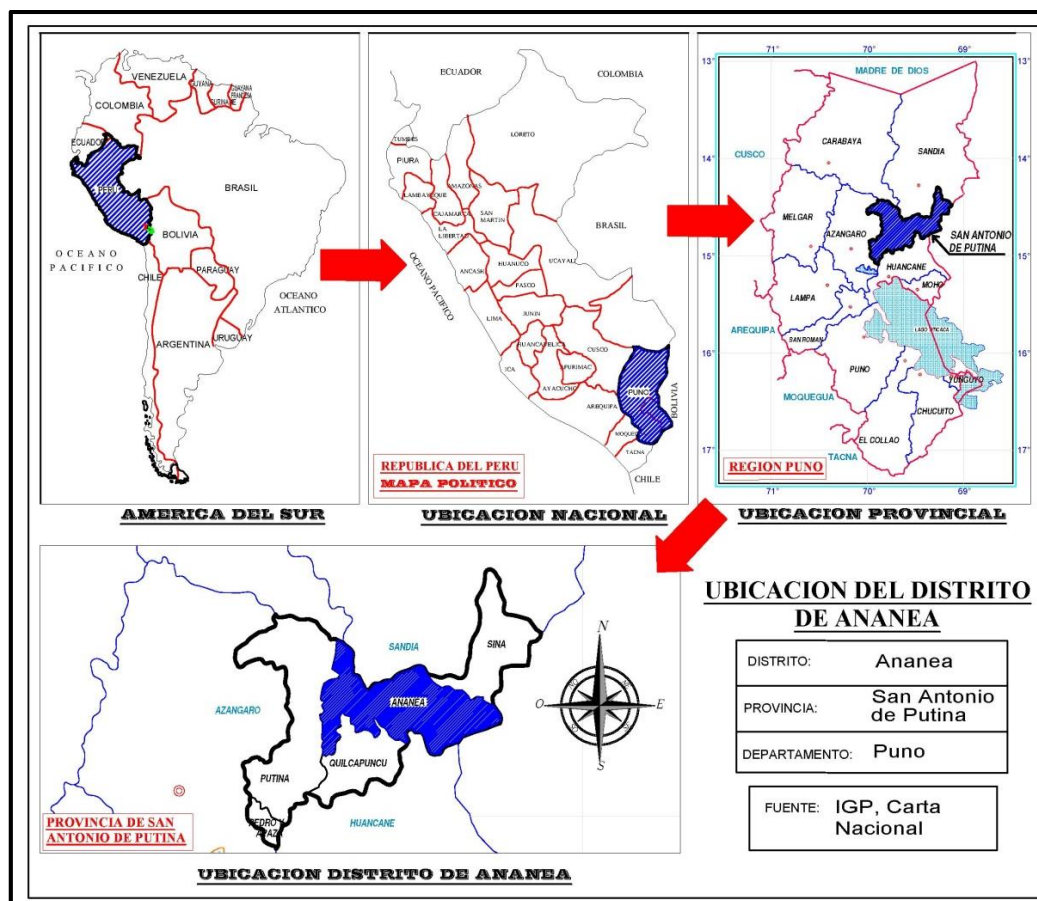 VENEZUELA
GUYANA
SURINAME
GUAYANA
FRANCESA
COLOMBIA
ECUADOR
PERU
BRASIL
BOLIVIA
OCEANO
PACIFICO
PARAGUAY
CHILE
OCEANO
ATLANTICO
URUGUAY
ARGENTINA
AMERICA DEL SUR
ECUADOR
COLOMBIA
LORETO
TUMBES
PIURA
LAMBAYEQUE
AMAZONAS
CAJAMARCA
SAN
MARTIN
LA
LIBERTAD
BRASIL
ANCASH
HUANUCO
UCAYALI
PASCO
OCEANO PACIFICO
LIMA
JUNIN
HUANCAVELICA
CUSCO
ICA
APURIMAC
AYACUCHO
PUNO
AREQUIPA
BOLIVIA
MOQUEGUA
TACNA
CHILE
REPUBLICA DEL PERU
MAPA POLITICO
UBICACION NACIONAL
71°
70°
69°
13°
13°
MADRE DE DIOS
CARABAYA
SANDIA
CUSCO
14°
14°
MELGAR
AZANGARO
SAN ANTONIO
DE PUTINA
15°
15°
HUANCANE
MOHO
LAMPA
AREQUIPA
LAGO TITICACA
SAN ROMAN
16°
16°
PUNO
YUNGUYO
MOQUEGUA
CHUCUITO
EL COLLAO
17°
17°
TACNA
REGION PUNO
71°
70°
69°
UBICACION PROVINCIAL
SINA
SANDIA
N
ANANEA
AZANGARO
O
E
QUILCAPUNCU
PUTINA
S
HUANCANE
PROVINCIA DE SAN
ANTONIO DE PUTINA
UBICACION DISTRITO DE ANANEA
UBICACION DEL DISTRITO
DE ANANEA
DISTRITO: Ananea
PROVINCIA: San Antonio
de Putina
DEPARTAMENTO: Puno
FUENTE: IGP, Carta
Nacional